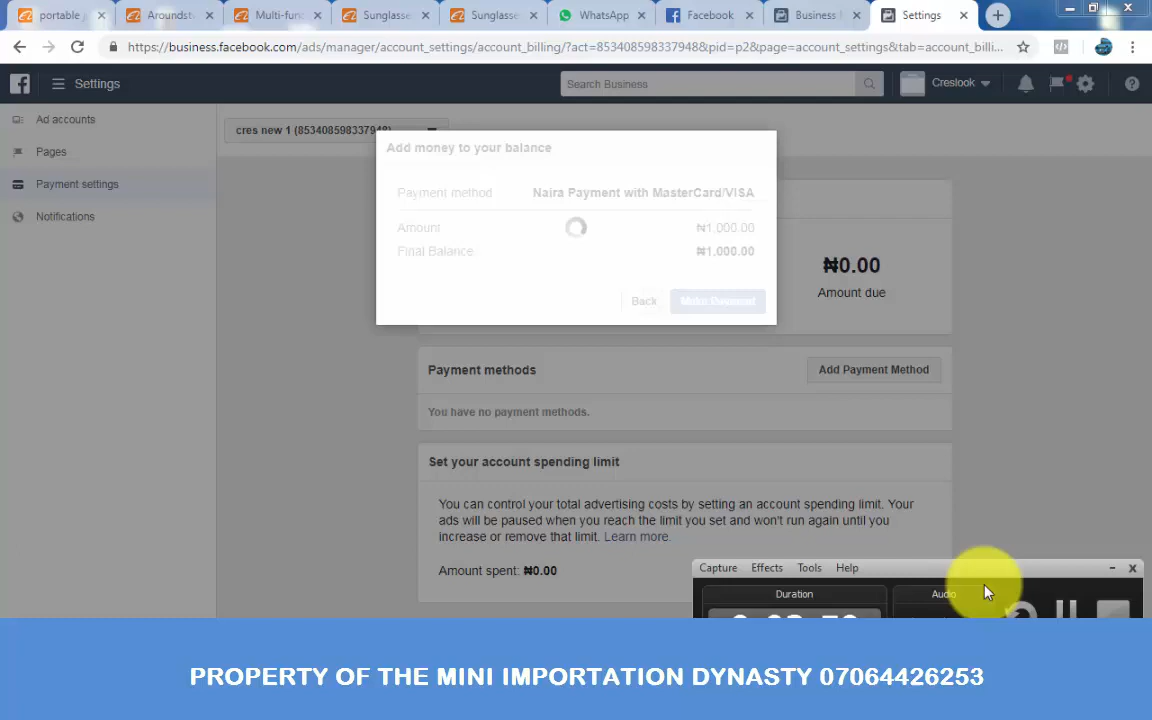 portable
Aroundst
Multi-func
Sunglasse
Sunglasse
WhatsApp
Facebook
Business
Settings
https://business.facebook.com/ads/manager/account_settings/account_billing/?act=853408598337948&pid=p2&page=account_settings&tab=account_billi...
Settings
Search Business
Creslook
Ad accounts
Pages
Payment settings
Notifications
cres new 1 (853408598337948)
Add money to your balance
Payment method Naira Payment with MasterCard/VISA
Amount ₦1,000.00
Final Balance ₦1,000.00
Back Make Payment
₦0.00
Amount due
Payment methods
Add Payment Method
You have no payment methods.
Set your account spending limit
You can control your total advertising costs by setting an account spending limit. Your
ads will be paused when you reach the limit you set and won't run again until you
increase or remove that limit. Learn more.
Amount spent: ₦0.00
Capture Effects Tools Help
Duration
Audio
PROPERTY OF THE MINI IMPORTATION DYNASTY 07064426253